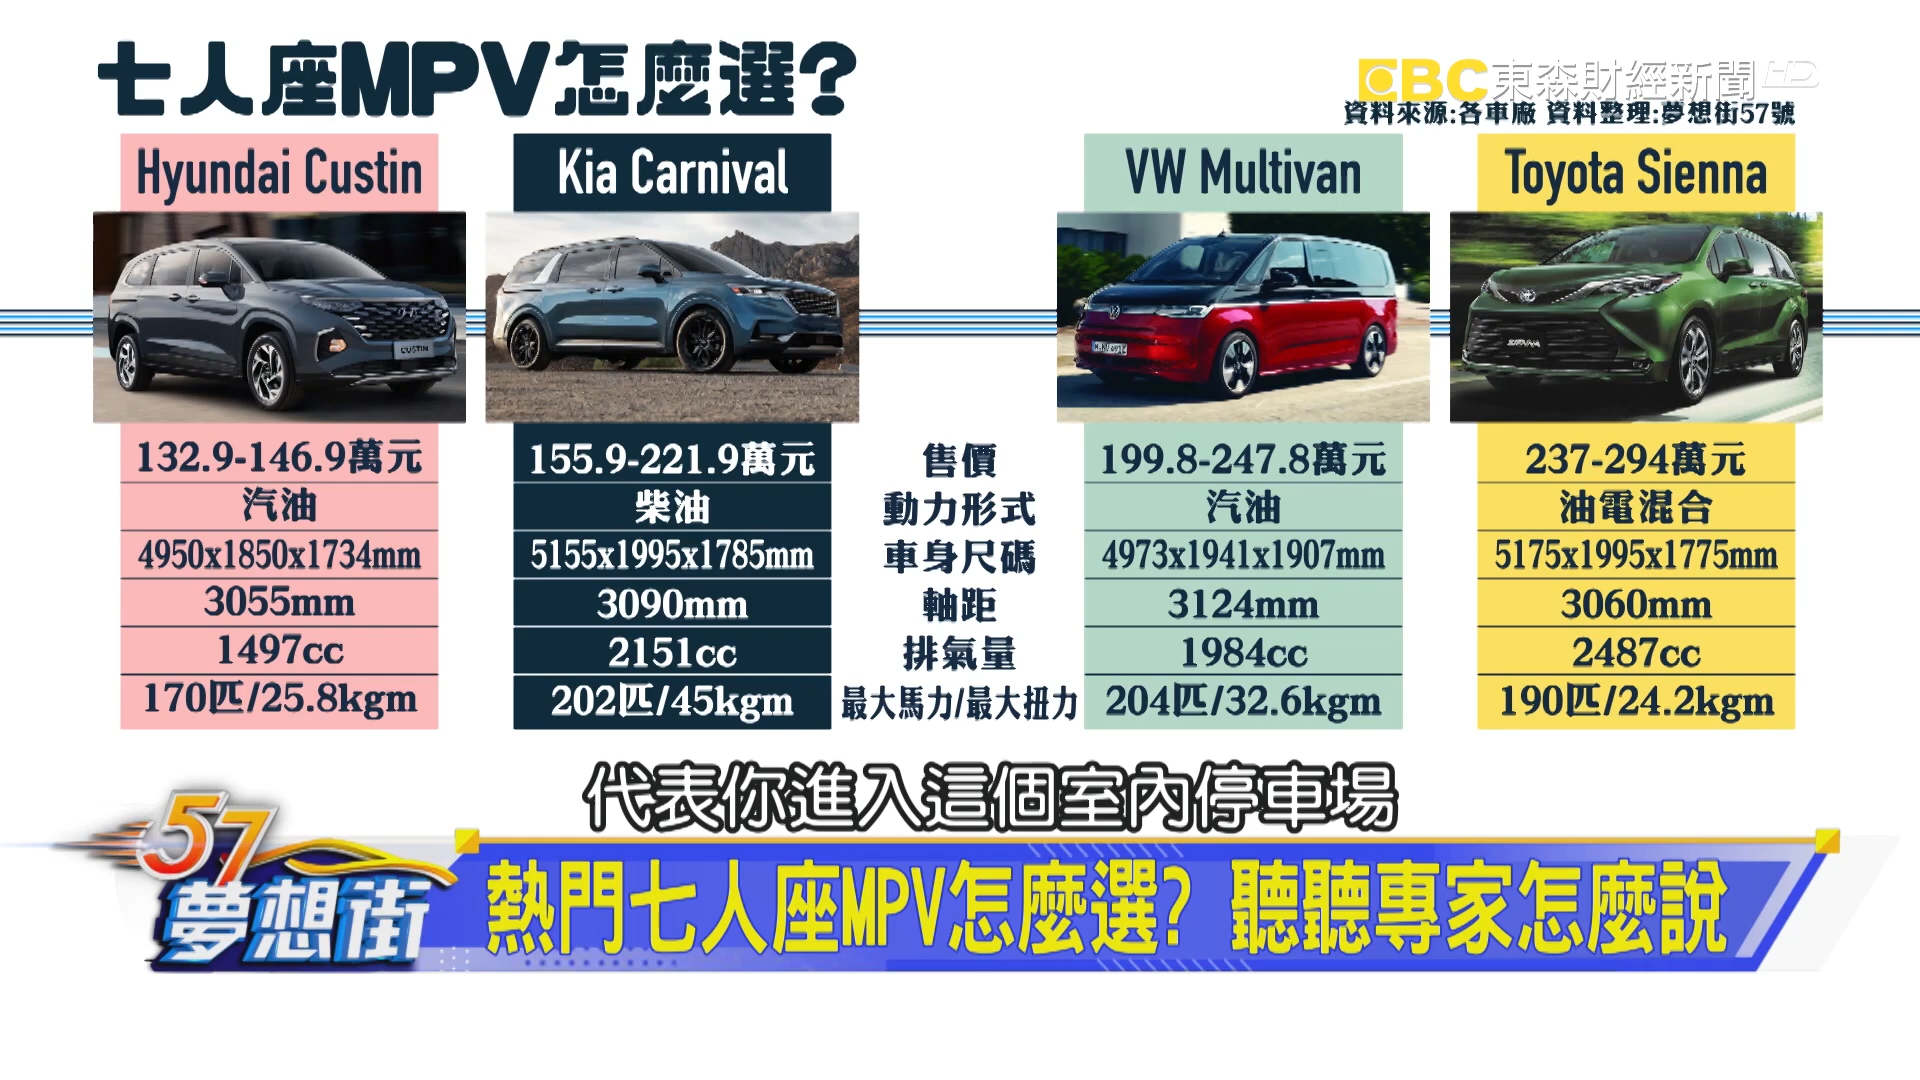 七人座MPV怎麼選?
EBC東森財經新聞HD
資料來源:各車廠 資料整理:夢想街57號
Hyundai Custin
Kia Carnival
VW Multivan
Toyota Sienna
CUSTIN
SIENNA
132.9-146.9萬元
155.9-221.9萬元
售價
199.8-247.8萬元
237-294萬元
汽油
柴油
動力形式
汽油
油電混合
4950x1850x1734mm
5155x1995x1785mm
車身尺碼
4973x1941x1907mm
5175x1995x1775mm
3055mm
3090mm
軸距
3124mm
3060mm
1497cc
2151cc
排氣量
1984cc
2487cc
170匹/25.8kgm
202匹/45kgm
最大馬力/最大扭力
204匹/32.6kgm
190匹/24.2kgm
代表你進入這個室內停車場
57
夢想街
熱門七人座MPV怎麼選? 聽聽專家怎麼說